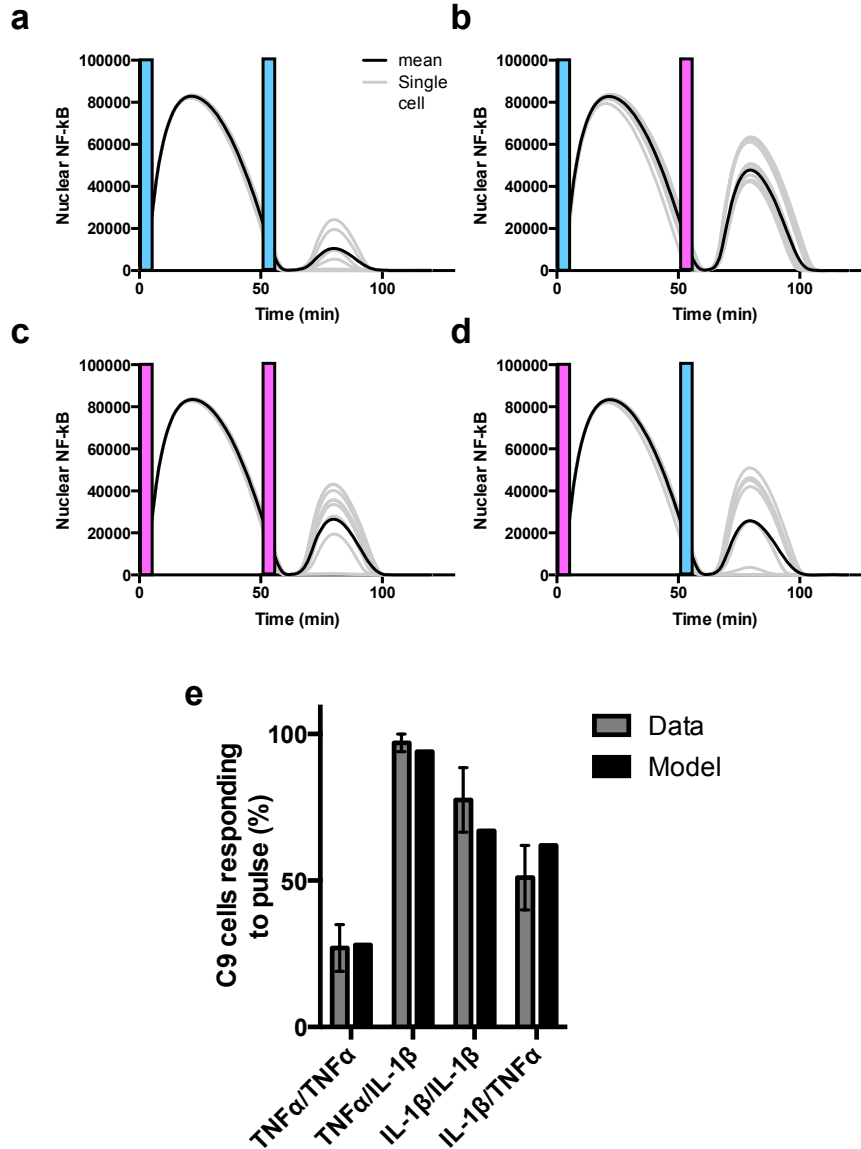 a
100000
80000
60000
40000
20000
0
Nuclear NF-kB
0
50
100
Time (min)
mean
Single
cell
b
100000
80000
60000
40000
20000
0
Nuclear NF-kB
0
50
100
Time (min)
c
100000
80000
60000
40000
20000
0
Nuclear NF-kB
0
50
100
Time (min)
d
100000
80000
60000
40000
20000
0
Nuclear NF-kB
0
50
100
Time (min)
e
C9 cells responding
to pulse (%)
100
50
0
Data
Model
TNFα/TNFα
TNFα/IL-1β
IL-1β/IL-1β
IL-1β/TNFα